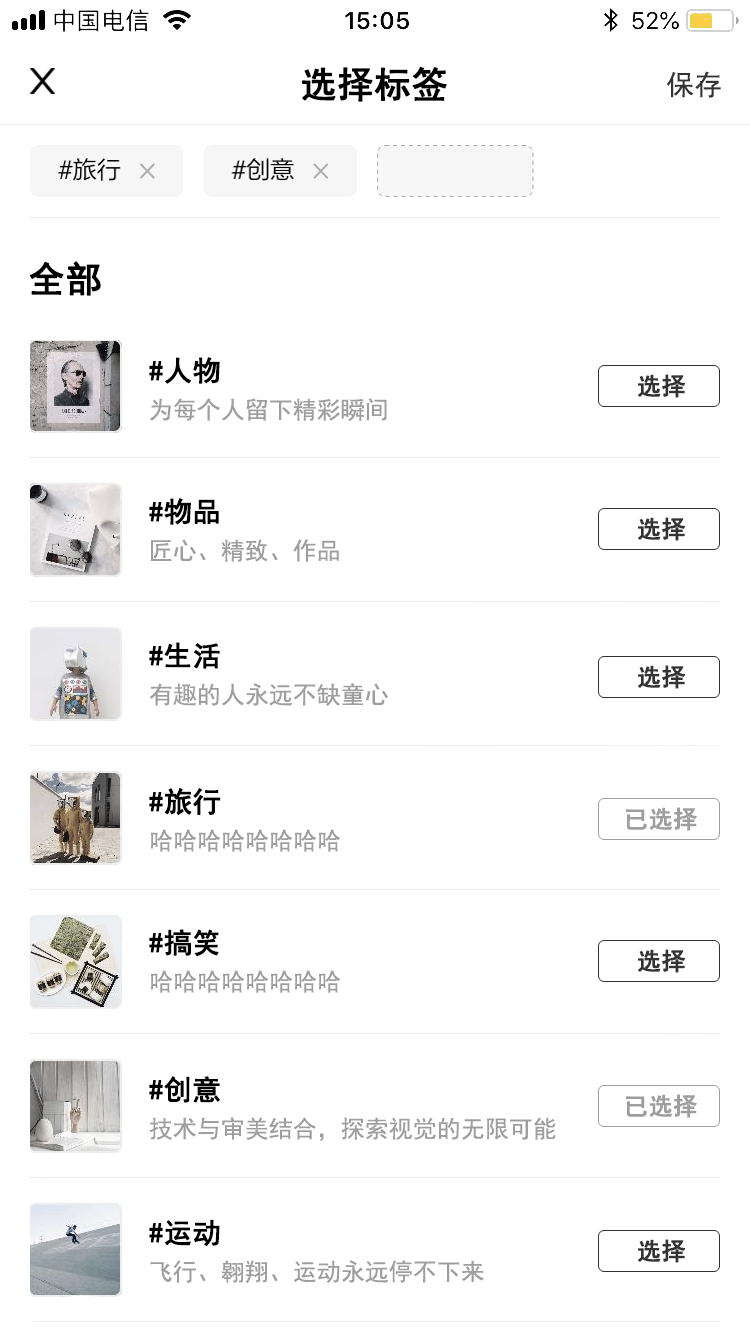 中国电信 15:05 52%
X 选择标签 保存
#旅行 × #创意 ×
全部
#人物
为每个人留下精彩瞬间
选择
#物品
匠心、精致、作品
选择
#生活
有趣的人永远不缺童心
选择
#旅行
哈哈哈哈哈哈哈哈
已选择
#搞笑
哈哈哈哈哈哈哈哈
选择
#创意
技术与审美结合，探索视觉的无限可能
已选择
#运动
飞行、翱翔、运动永远停不下来
选择